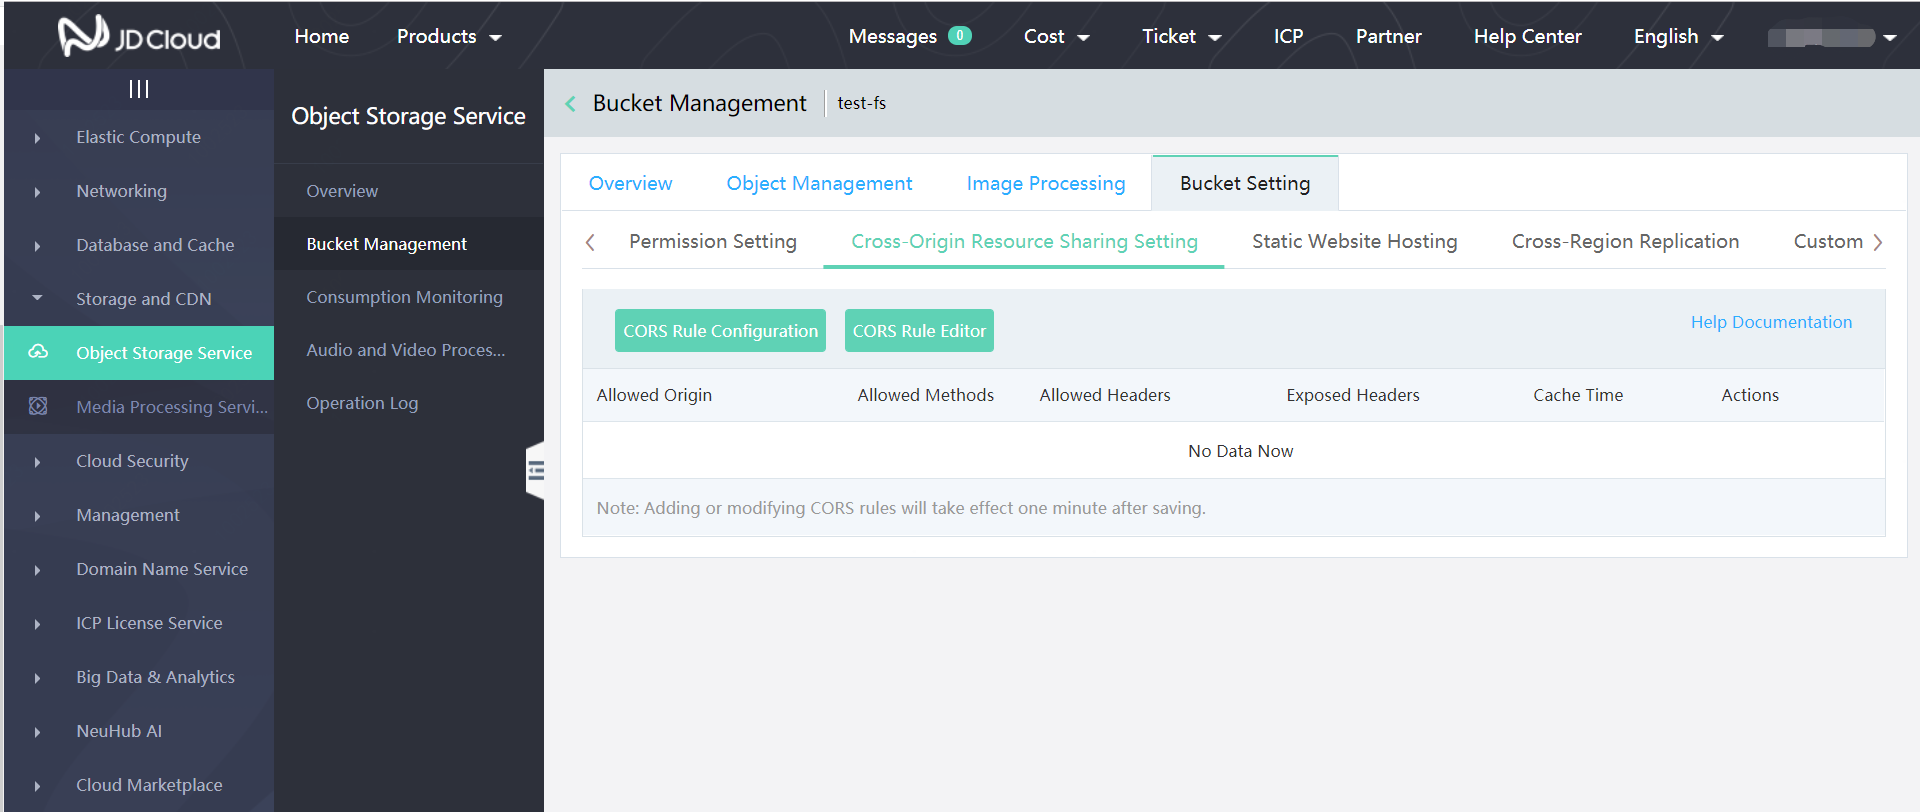 JD Cloud
Home
Products
Messages 0
Cost
Ticket
ICP
Partner
Help Center
English
Elastic Compute
Networking
Database and Cache
Storage and CDN
Object Storage Service
Media Processing Servi...
Cloud Security
Management
Domain Name Service
ICP License Service
Big Data & Analytics
NeuHub AI
Cloud Marketplace
Object Storage Service
Overview
Bucket Management
Consumption Monitoring
Audio and Video Proces...
Operation Log
Bucket Management test-fs
Overview
Object Management
Image Processing
Bucket Setting
Permission Setting
Cross-Origin Resource Sharing Setting
Static Website Hosting
Cross-Region Replication
Custom
CORS Rule Configuration
CORS Rule Editor
Help Documentation
Allowed Origin
Allowed Methods
Allowed Headers
Exposed Headers
Cache Time
Actions
No Data Now
Note: Adding or modifying CORS rules will take effect one minute after saving.